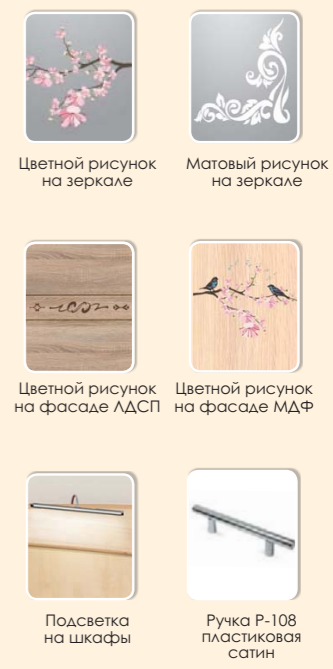 Цветной рисунок
на зеркале
Матовый рисунок
на зеркале
Цветной рисунок
на фасаде ЛДСП
Цветной рисунок
на фасаде МДФ
Подсветка
на шкафы
Ручка Р-108
пластиковая
сатин